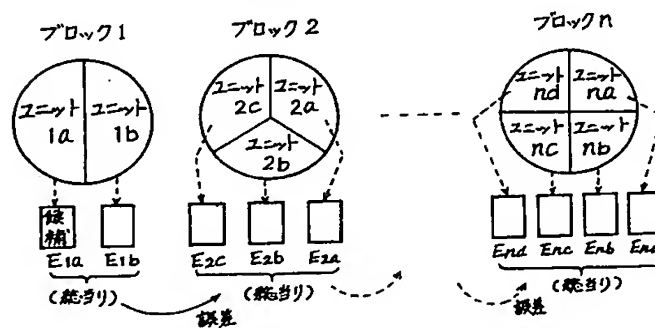 ブロック1
ユニット
1a
ユニット
1b
候補
E1a
E1b
(総当り)
誤差
ブロック2
ユニット
2c
ユニット
2a
ユニット
2b
E2c
E2b
E2a
(総当り)
誤差
ブロックn
ユニット
nd
ユニット
na
ユニット
nc
ユニット
nb
End
Enc
Enb
Ena
(総当り)